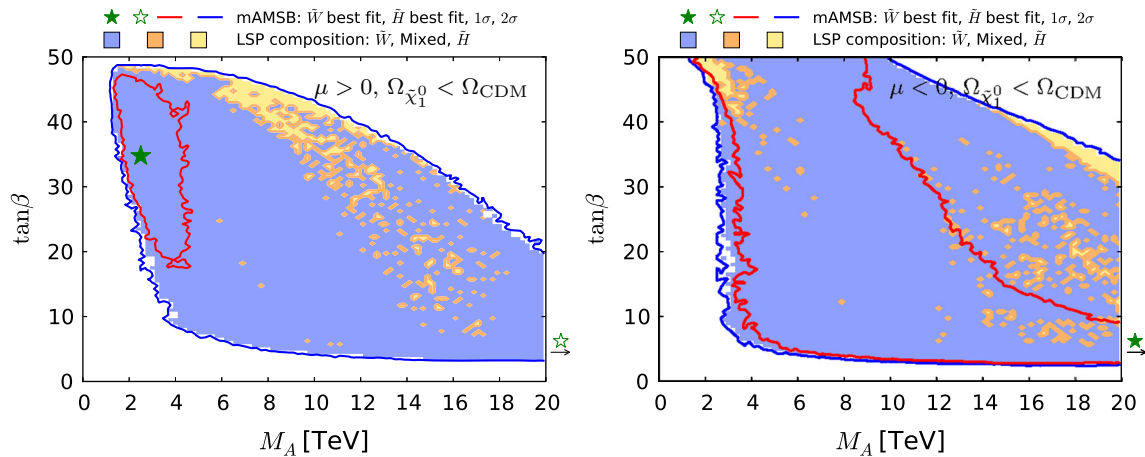 mAMSB: W̃ best fit, H̃ best fit, 1σ, 2σ
LSP composition: W̃, Mixed, H̃
μ > 0, Ω_χ̃⁰₁ < Ω_CDM
50
40
30
20
10
0
tanβ
0 2 4 6 8 10 12 14 16 18 20
M_A [TeV]
mAMSB: W̃ best fit, H̃ best fit, 1σ, 2σ
LSP composition: W̃, Mixed, H̃
μ < 0, Ω_χ̃⁰₁ < Ω_CDM
50
40
30
20
10
0
tanβ
0 2 4 6 8 10 12 14 16 18 20
M_A [TeV]